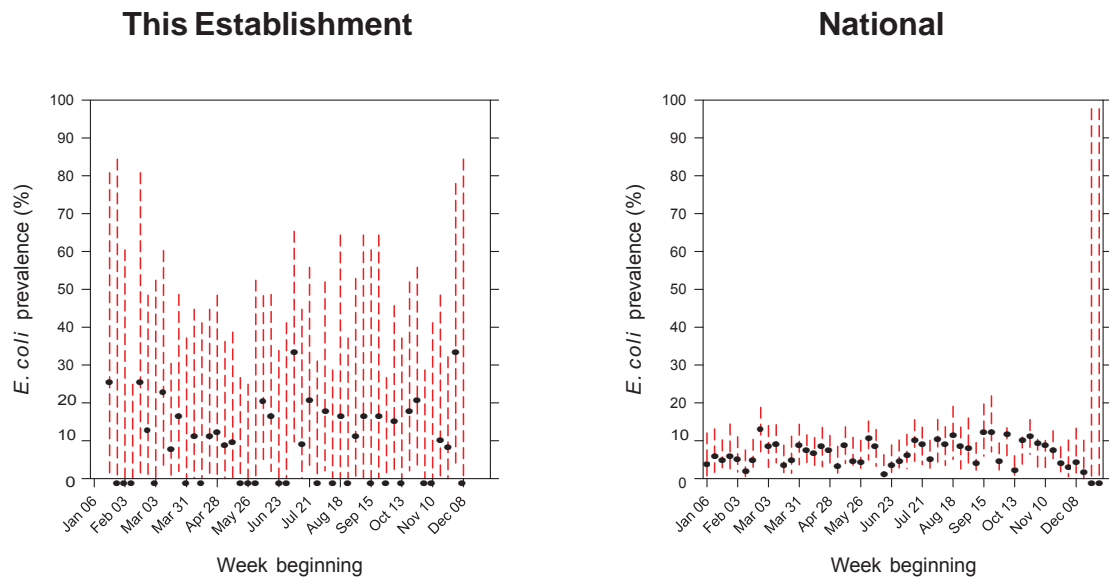 This Establishment
100
90
80
70
60
50
40
30
20
10
0
E. coli prevalence (%)
Jan 06
Feb 03
Mar 03
Mar 31
Apr 28
May 26
Jun 23
Jul 21
Aug 18
Sep 15
Oct 13
Nov 10
Dec 08
Week beginning
National
100
90
80
70
60
50
40
30
20
10
0
E. coli prevalence (%)
Jan 06
Feb 03
Mar 03
Mar 31
Apr 28
May 26
Jun 23
Jul 21
Aug 18
Sep 15
Oct 13
Nov 10
Dec 08
Week beginning